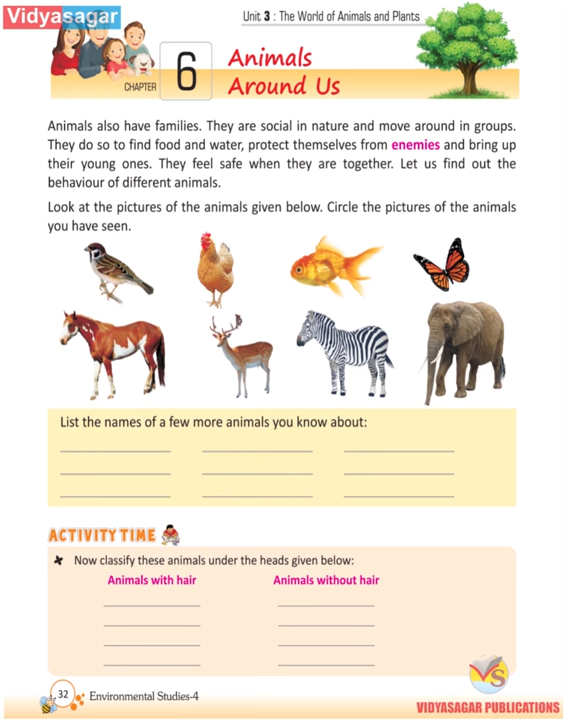 Vidyasagar
Unit 3 : The World of Animals and Plants
CHAPTER 6
Animals
Around Us
Animals also have families. They are social in nature and move around in groups.
They do so to find food and water, protect themselves from enemies and bring up
their young ones. They feel safe when they are together. Let us find out the
behaviour of different animals.
Look at the pictures of the animals given below. Circle the pictures of the animals
you have seen.
List the names of a few more animals you know about:
ACTIVITY TIME
Now classify these animals under the heads given below:
Animals with hair
Animals without hair
32
Environmental Studies-4
VS
VIDYASAGAR PUBLICATIONS